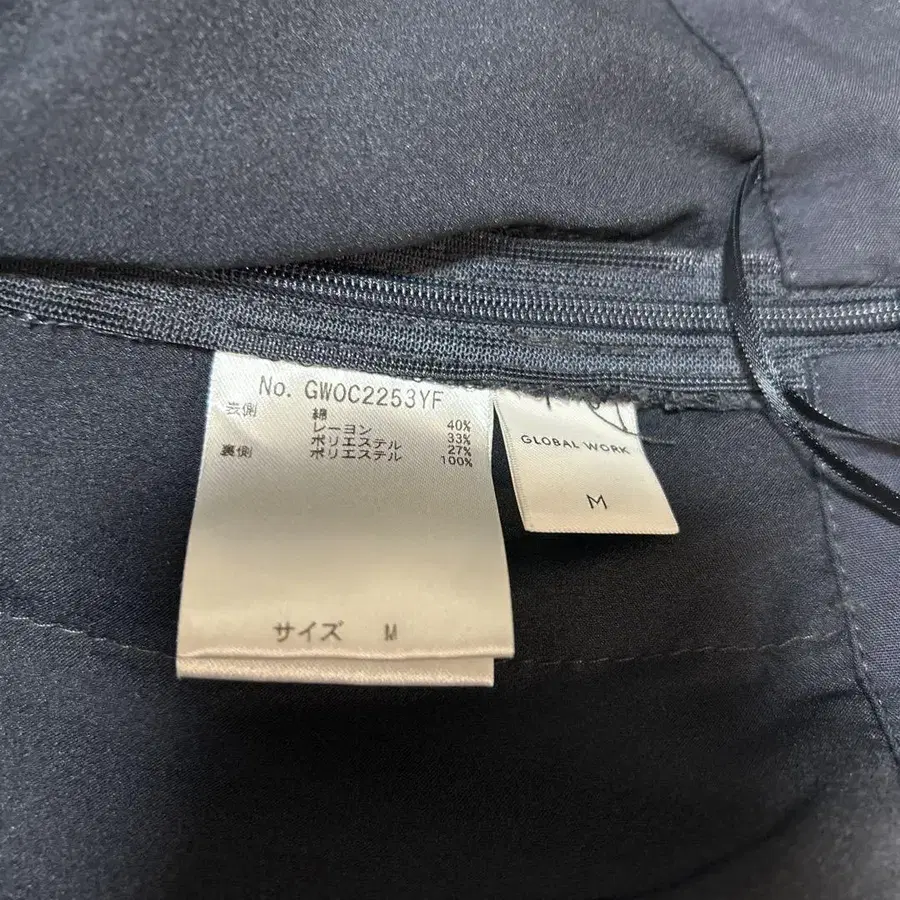 No. GWOC2253YF
表側 綿 40%
レーヨン 33%
ポリエステル 27%
裏側 ポリエステル 100%
サイズ M
GLOBAL WORK
M